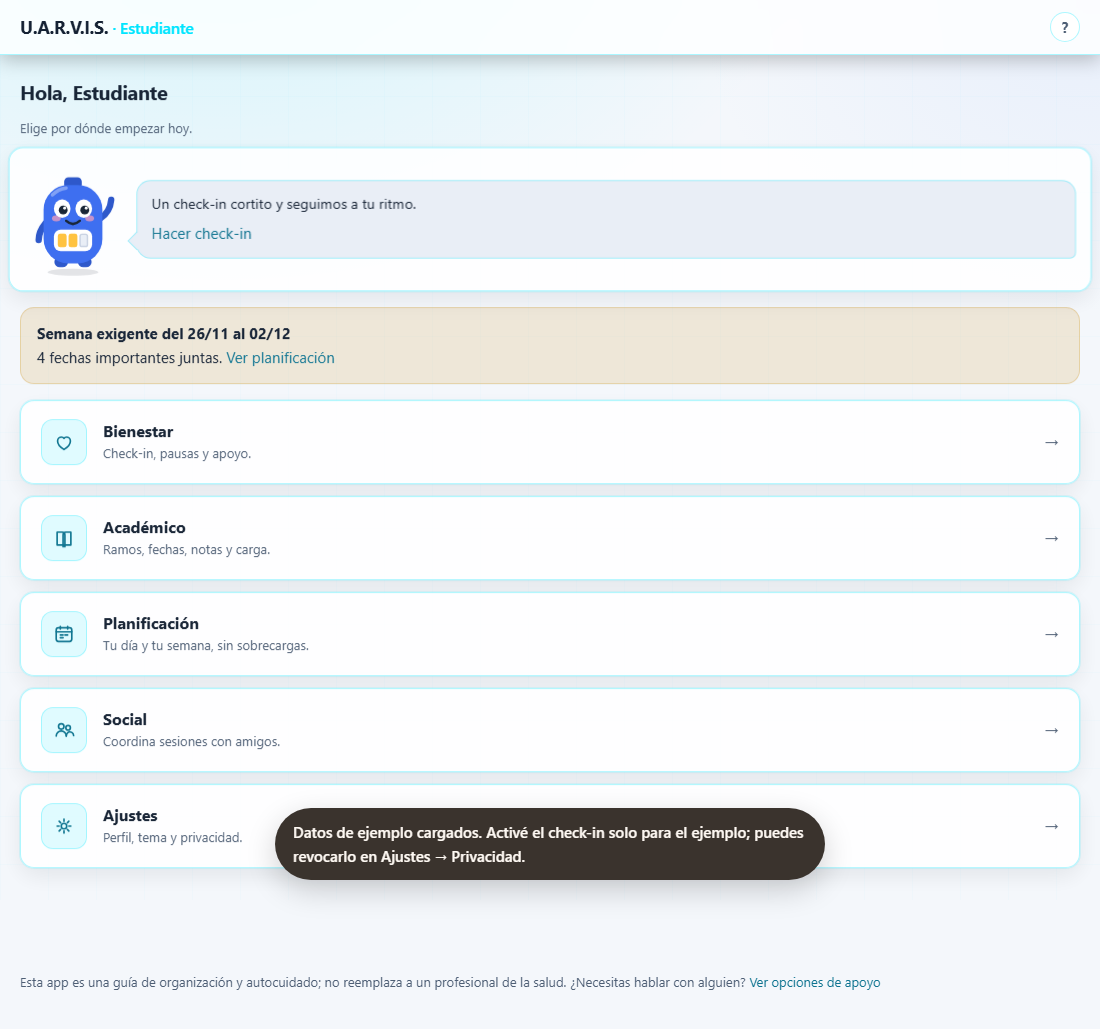 U.A.R.V.I.S. · Estudiante
?
Hola, Estudiante
Elige por dónde empezar hoy.
Un check-in cortito y seguimos a tu ritmo.
Hacer check-in
Semana exigente del 26/11 al 02/12
4 fechas importantes juntas. Ver planificación
Bienestar
Check-in, pausas y apoyo.
→
Académico
Ramos, fechas, notas y carga.
→
Planificación
Tu día y tu semana, sin sobrecargas.
→
Social
Coordina sesiones con amigos.
→
Ajustes
Perfil, tema y privacidad.
→
Datos de ejemplo cargados. Activé el check-in solo para el ejemplo; puedes
revocarlo en Ajustes → Privacidad.
Esta app es una guía de organización y autocuidado; no reemplaza a un profesional de la salud. ¿Necesitas hablar con alguien? Ver opciones de apoyo